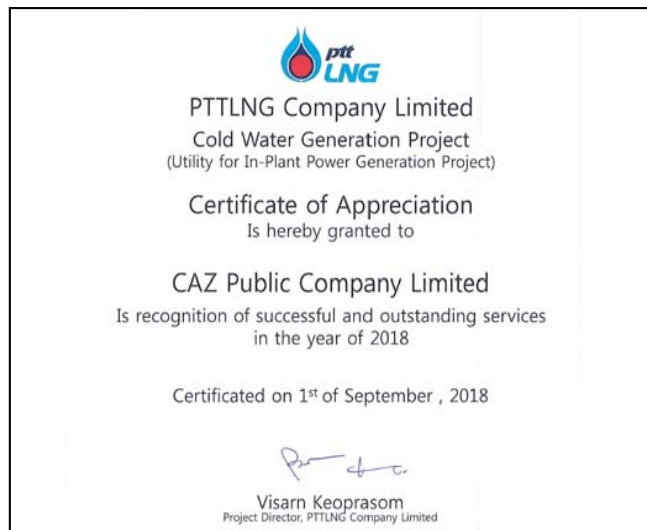 ptt
LNG
PTTLNG Company Limited
Cold Water Generation Project
(Utility for In-Plant Power Generation Project)
Certificate of Appreciation
Is hereby granted to
CAZ Public Company Limited
Is recognition of successful and outstanding services
in the year of 2018
Certificated on 1st of September , 2018
Visarn Keoprasom
Project Director, PTTLNG Company Limited